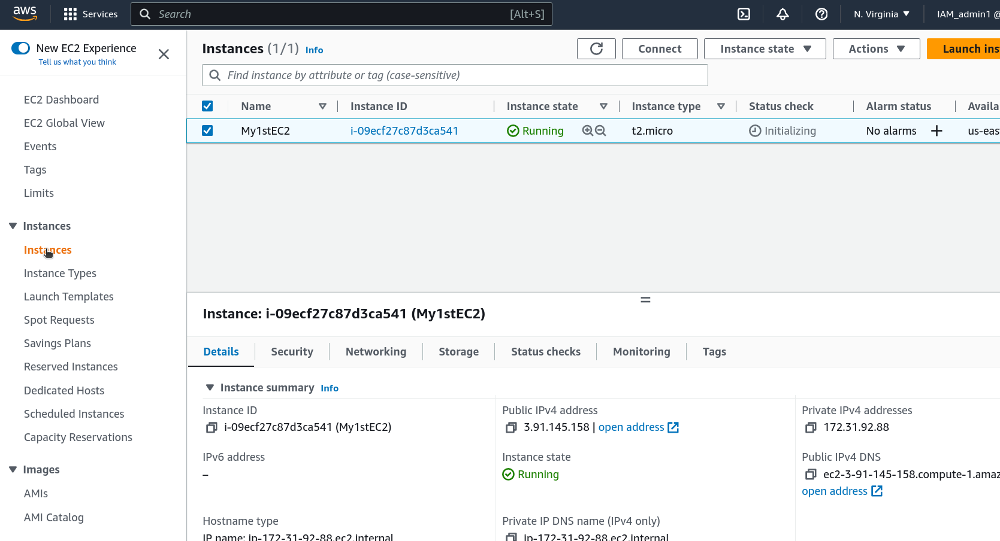 aws
Services
Search
[Alt+S]
N. Virginia
IAM_admin1 @
New EC2 Experience
Tell us what you think
EC2 Dashboard
EC2 Global View
Events
Tags
Limits
Instances
Instances
Instance Types
Launch Templates
Spot Requests
Savings Plans
Reserved Instances
Dedicated Hosts
Scheduled Instances
Capacity Reservations
Images
AMIs
AMI Catalog
Instances (1/1) Info
Connect
Instance state
Actions
Launch ins
Find instance by attribute or tag (case-sensitive)
Name Instance ID Instance state Instance type Status check Alarm status Availa
My1stEC2 i-09ecf27c87d3ca541 Running t2.micro Initializing No alarms us-eas
Instance: i-09ecf27c87d3ca541 (My1stEC2)
Details Security Networking Storage Status checks Monitoring Tags
Instance summary Info
Instance ID
i-09ecf27c87d3ca541 (My1stEC2)
Public IPv4 address
3.91.145.158 | open address
Private IPv4 addresses
172.31.92.88
IPv6 address
–
Instance state
Running
Public IPv4 DNS
ec2-3-91-145-158.compute-1.amaz
open address
Hostname type
IP name: ip-172-31-92-88.ec2.internal
Private IP DNS name (IPv4 only)
ip-172-31-92-88.ec2.internal